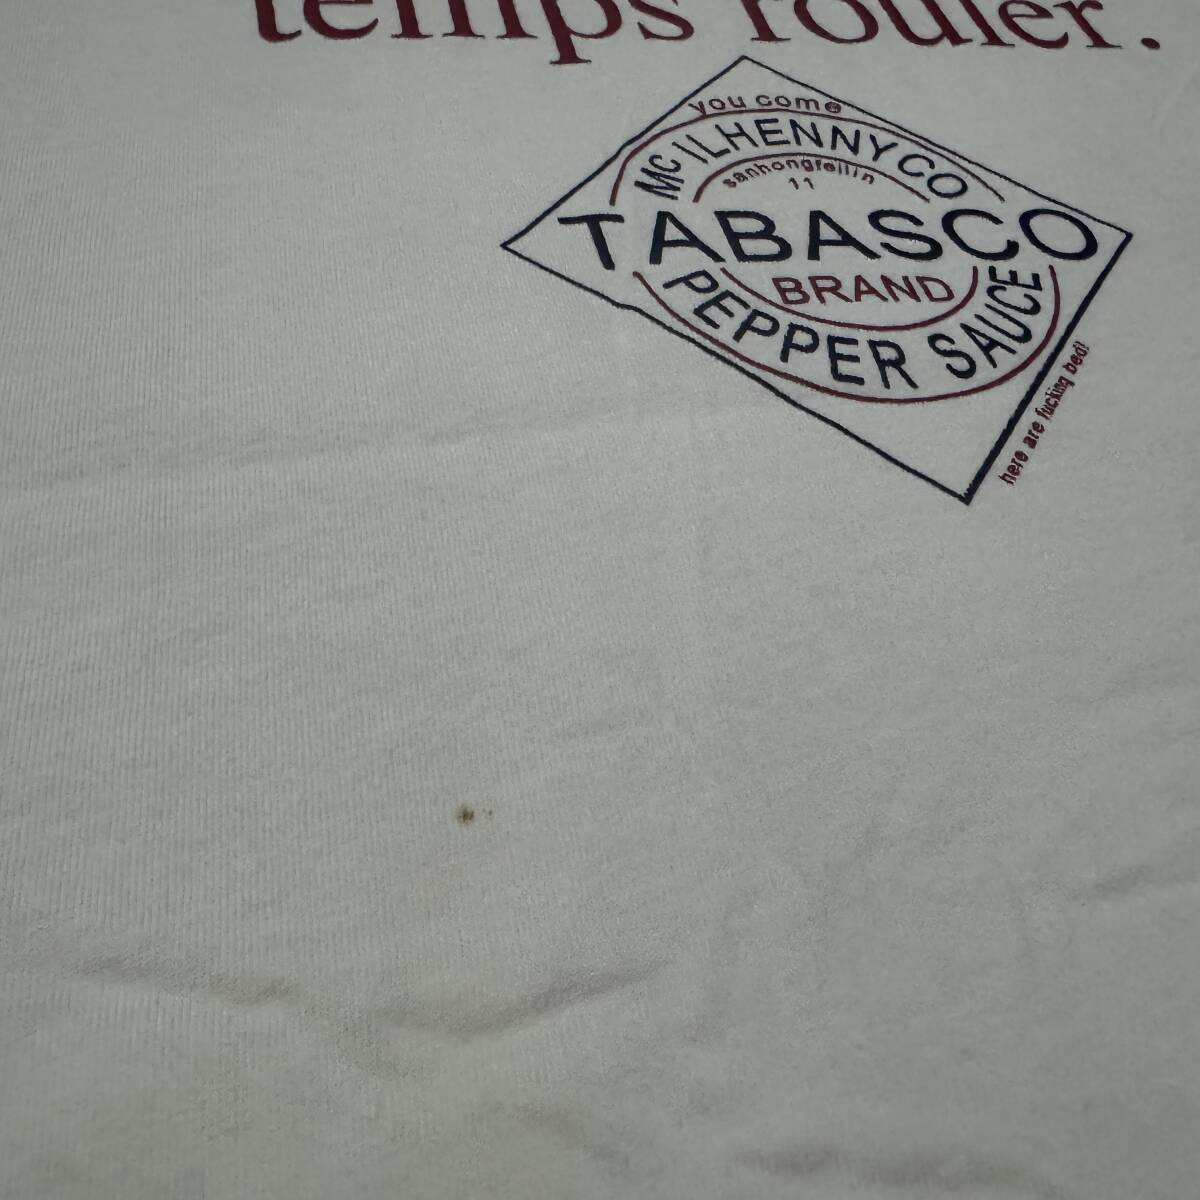 temps rouler.
you come
McILHENNY CO
sanhongfeilin
11
TABASCO
BRAND
PEPPER SAUCE
here are fucking bed!